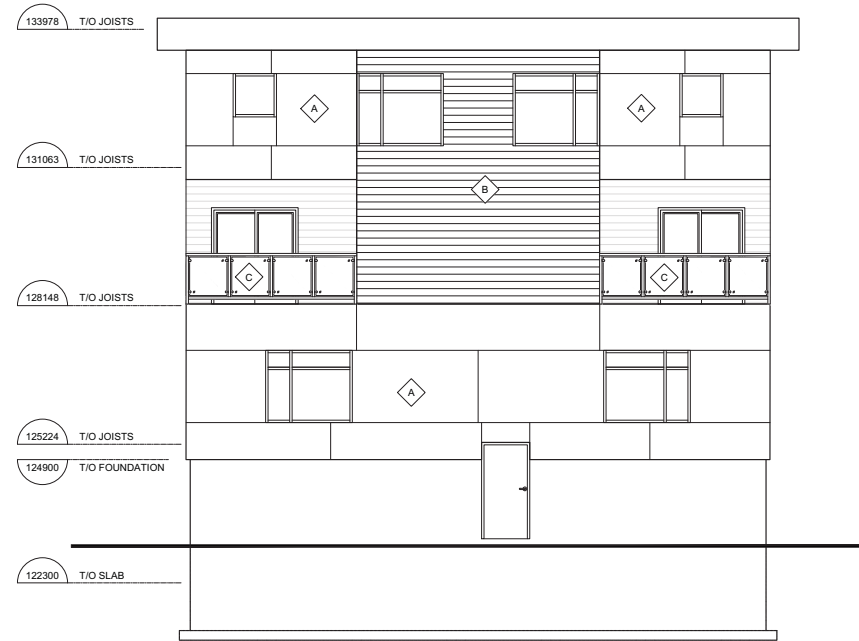 133978 T/O JOISTS
A A
131063 T/O JOISTS
B
C C
128148 T/O JOISTS
A
125224 T/O JOISTS
124900 T/O FOUNDATION
122300 T/O SLAB